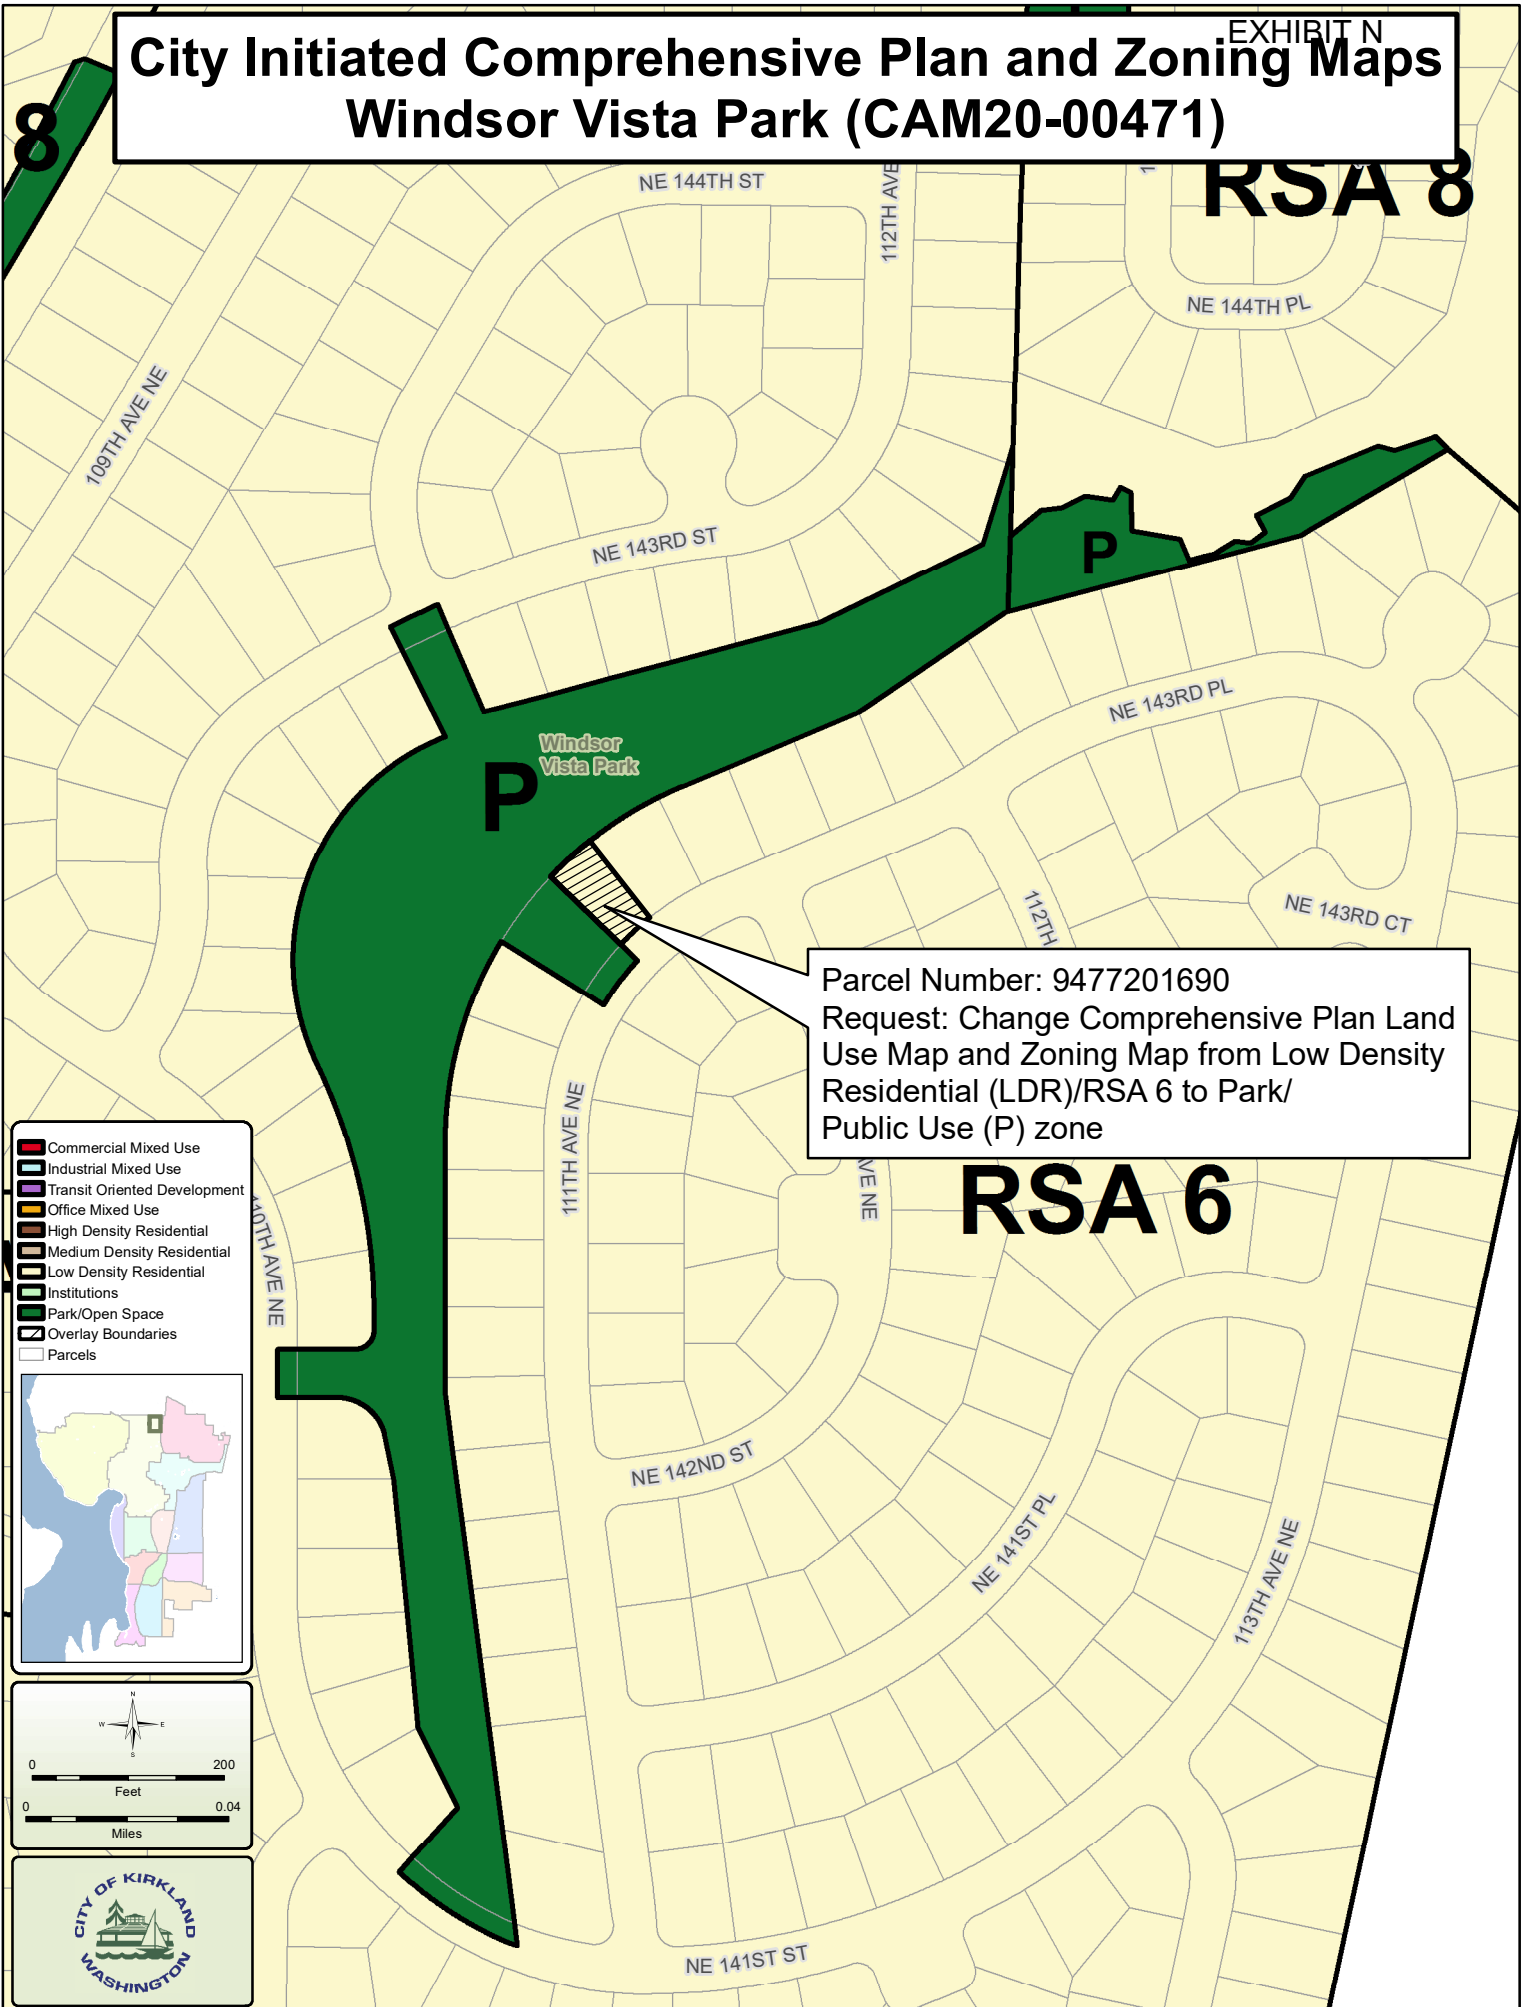 EXHIBIT N
City Initiated Comprehensive Plan and Zoning Maps
Windsor Vista Park (CAM20-00471)
8
RSA 8
NE 144TH ST
112TH AVE
NE 144TH PL
109TH AVE NE
NE 143RD ST
P
NE 143RD PL
Windsor
Vista Park
P
NE 143RD CT
112TH
Parcel Number: 9477201690
Request: Change Comprehensive Plan Land
Use Map and Zoning Map from Low Density
Residential (LDR)/RSA 6 to Park/
Public Use (P) zone
111TH AVE NE
AVE NE
RSA 6
110TH AVE NE
Commercial Mixed Use
Industrial Mixed Use
Transit Oriented Development
Office Mixed Use
High Density Residential
Medium Density Residential
Low Density Residential
Institutions
Park/Open Space
Overlay Boundaries
Parcels
NE 142ND ST
NE 141ST PL
113TH AVE NE
N
W E
S
0 200
Feet
0 0.04
Miles
CITY OF KIRKLAND
WASHINGTON
NE 141ST ST